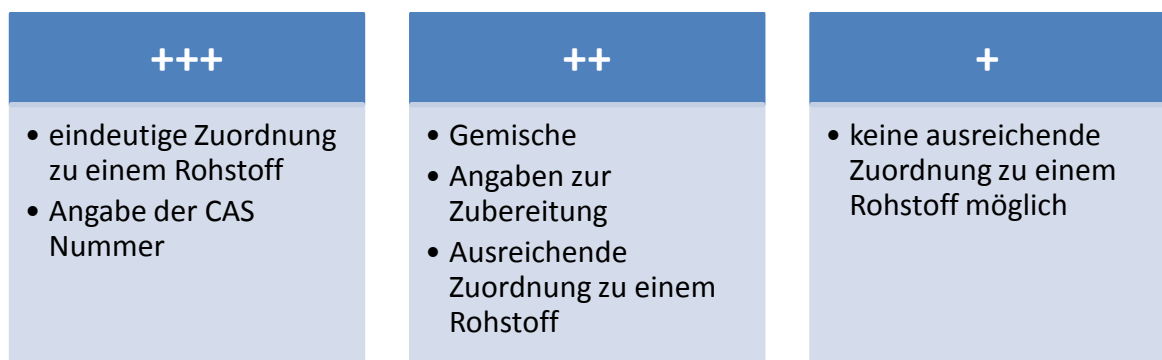 +++
• eindeutige Zuordnung
zu einem Rohstoff
• Angabe der CAS
Nummer
++
• Gemische
• Angaben zur
Zubereitung
• Ausreichende
Zuordnung zu einem
Rohstoff
+
• keine ausreichende
Zuordnung zu einem
Rohstoff möglich